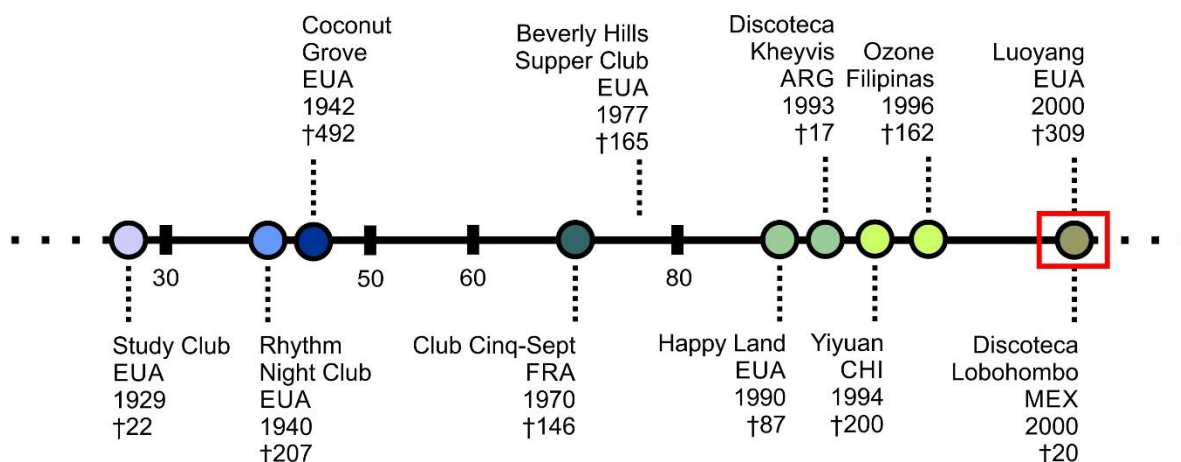 Coconut
Grove
EUA
1942
†492
Beverly Hills
Supper Club
EUA
1977
†165
Discoteca
Kheyvis
ARG
1993
†17
Ozone
Filipinas
1996
†162
Luoyang
EUA
2000
†309
30
50
60
80
Study Club
EUA
1929
†22
Rhythm
Night Club
EUA
1940
†207
Club Cinq-Sept
FRA
1970
†146
Happy Land
EUA
1990
†87
Yiyuan
CHI
1994
†200
Discoteca
Lobohombo
MEX
2000
†20